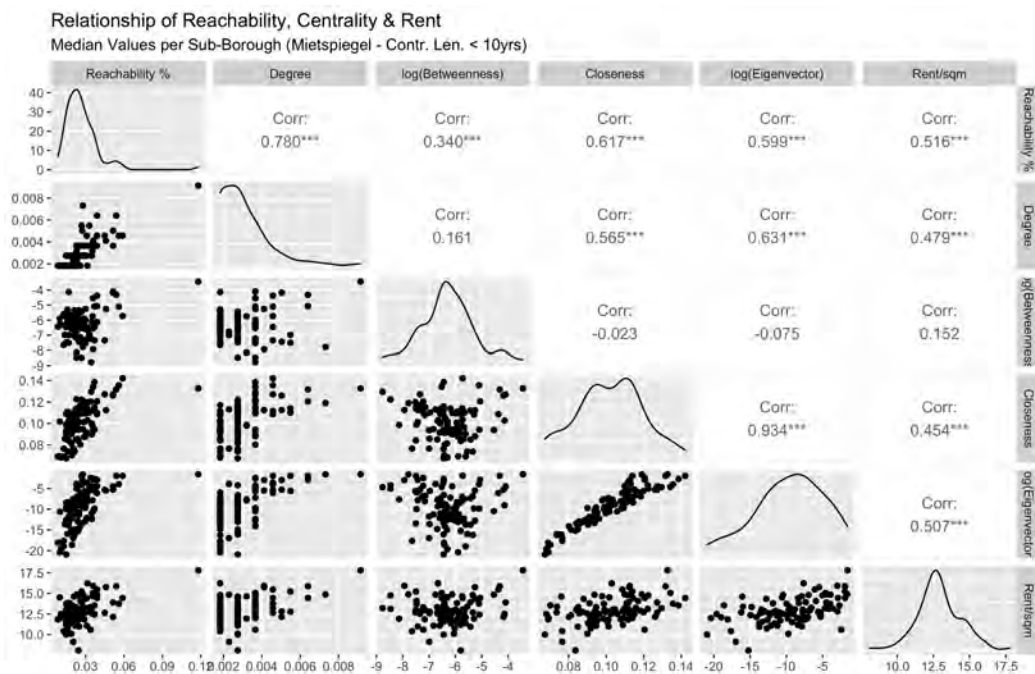 Relationship of Reachability, Centrality & Rent
Median Values per Sub-Borough (Mietspiegel - Contr. Len. < 10yrs)
Reachability %
Degree
log(Betweenness)
Closeness
log(Eigenvector)
Rent/sqm
40
30
20
10
0
Corr:
0.780***
Corr:
0.340***
Corr:
0.617***
Corr:
0.599***
Corr:
0.516***
Reachability %
0.008
0.006
0.004
0.002
Corr:
0.161
Corr:
0.565***
Corr:
0.631***
Corr:
0.479***
Degree
-4
-5
-6
-7
-8
-9
Corr:
-0.023
Corr:
-0.075
Corr:
0.152
og(Betweenness
0.14
0.12
0.10
0.08
Corr:
0.934***
Corr:
0.454***
Closeness
-5
-10
-15
-20
Corr:
0.507***
og(Eigenvector
17.5
15.0
12.5
10.0
Rent/sqm
0.03
0.06
0.09
0.12
0.002
0.004
0.006
0.008
-9
-8
-7
-6
-5
-4
0.08
0.10
0.12
0.14
-20
-15
-10
-5
10.0
12.5
15.0
17.5